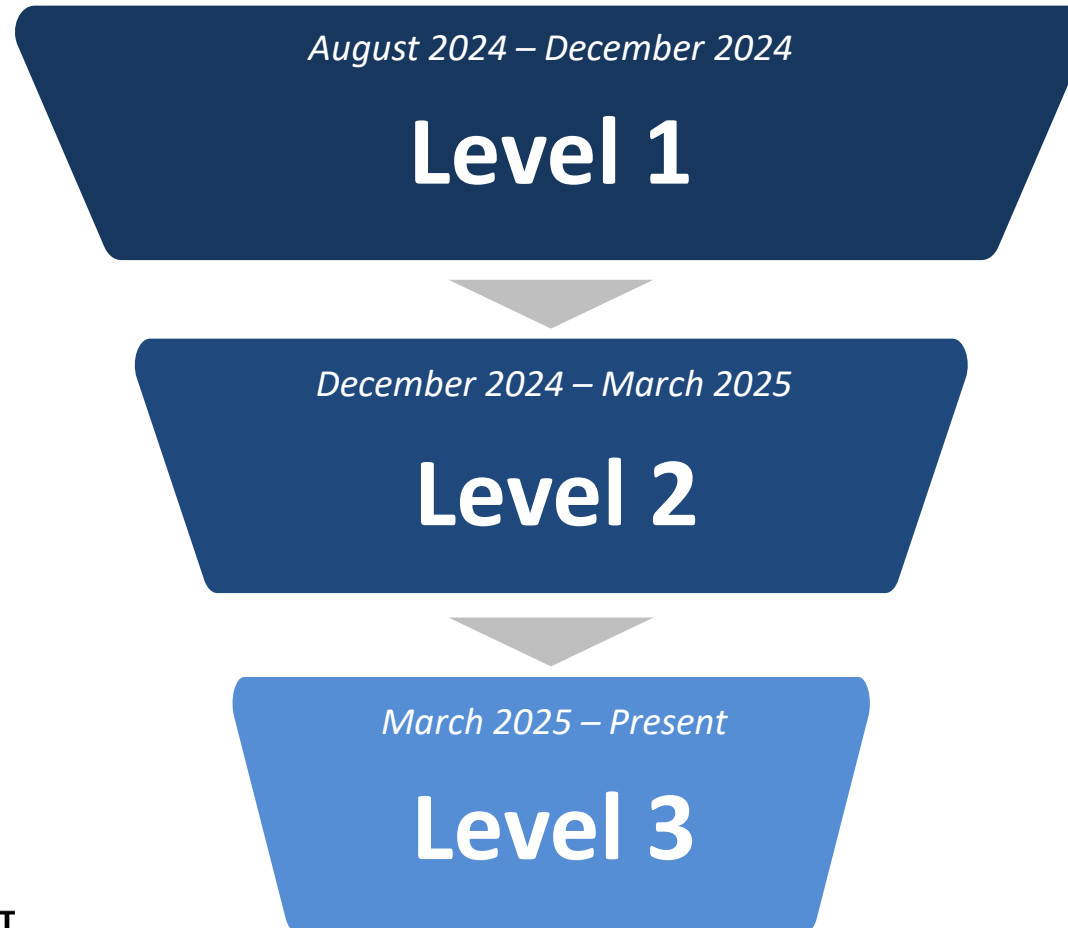 August 2024 – December 2024
Level 1
December 2024 – March 2025
Level 2
March 2025 – Present
Level 3
T